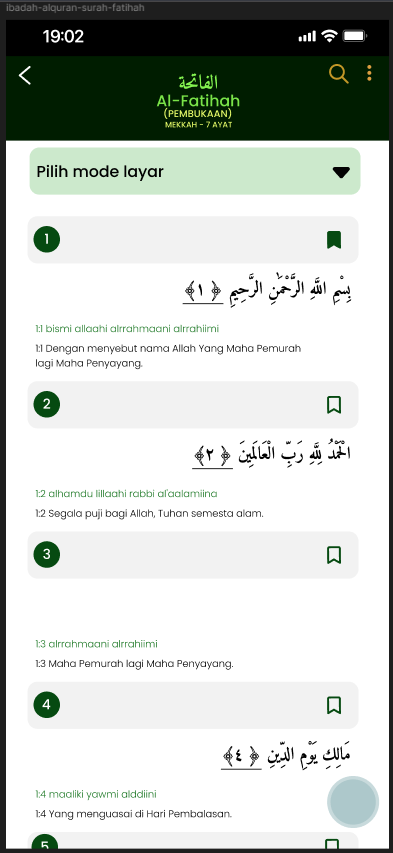 ibadah-alquran-surah-fatihah
19:02
الفاتحة
Al-Fatihah
(PEMBUKAAN)
MEKKAH - 7 AYAT
Pilih mode layar
1
بِسْمِ اللَّهِ الرَّحْمَٰنِ الرَّحِيمِ ﴿١﴾
1:1 bismi allaahi alrrahmaani alrrahiimi
1:1 Dengan menyebut nama Allah Yang Maha Pemurah
lagi Maha Penyayang.
2
الْحَمْدُ لِلَّهِ رَبِّ الْعَالَمِينَ ﴿٢﴾
1:2 alhamdu lillaahi rabbi al'aalamiina
1:2 Segala puji bagi Allah, Tuhan semesta alam.
3
1:3 alrrahmaani alrrahiimi
1:3 Maha Pemurah lagi Maha Penyayang.
4
مَالِكِ يَوْمِ الدِّينِ ﴿٤﴾
1:4 maaliki yawmi alddiini
1:4 Yang menguasai di Hari Pembalasan.
5